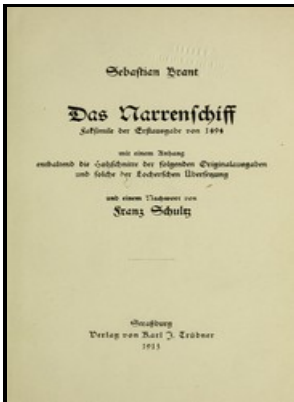 Sebastian Brant
Das Narrenschiff
Faksimile der Erstausgabe von 1494
mit einem Anhang
enthaltend die Holzschnitte der folgenden Originalausgaben
und solche der Locherschen Übersetzung
und einem Nachwort von
Franz Schultz
Straßburg
Verlag von Karl J. Trübner
1913